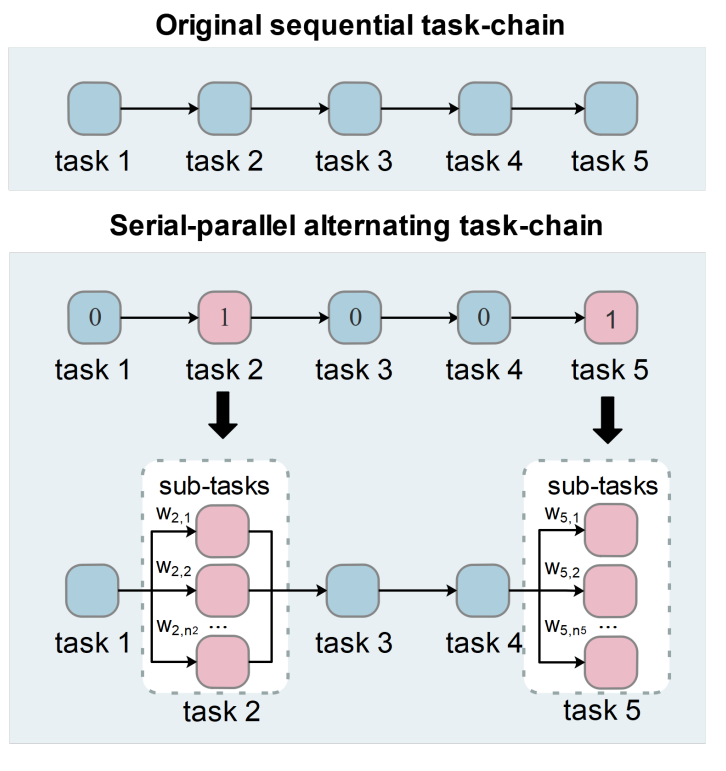 Original sequential task-chain
task 1 task 2 task 3 task 4 task 5
Serial-parallel alternating task-chain
0 1 0 0 1
task 1 task 2 task 3 task 4 task 5
sub-tasks sub-tasks
w2,1 w5,1
w2,2 w5,2
w2,n2 ... w5,n5 ...
task 1 task 3 task 4
task 2 task 5